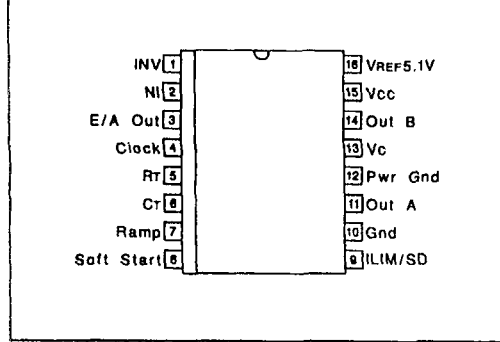 INV 1 16 VREF5.1V
NI 2 15 Vcc
E/A Out 3 14 Out B
Clock 4 13 Vc
RT 5 12 Pwr Gnd
CT 6 11 Out A
Ramp 7 10 Gnd
Soft Start 8 9 ILIM/SD